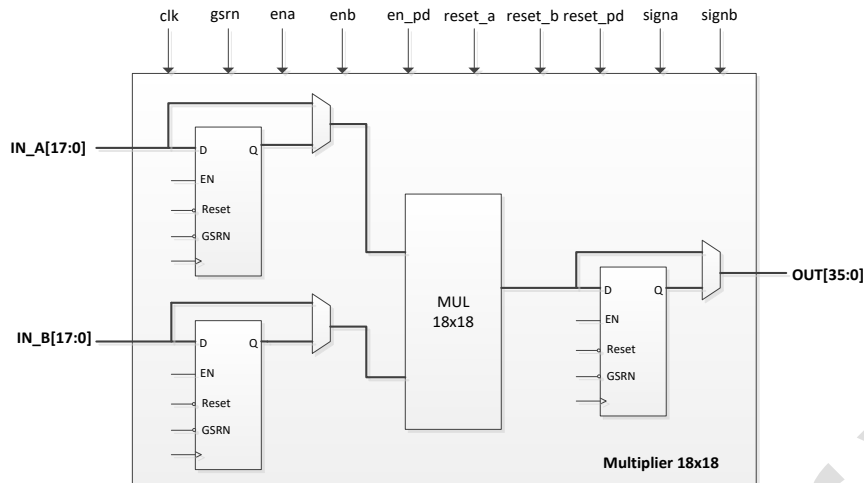 clk gsrn ena enb en_pd reset_a reset_b reset_pd signa signb
IN_A[17:0]
D Q
EN
Reset
GSRN
MUL
18x18
D Q
EN
Reset
GSRN
OUT[35:0]
IN_B[17:0]
D Q
EN
Reset
GSRN
Multiplier 18x18